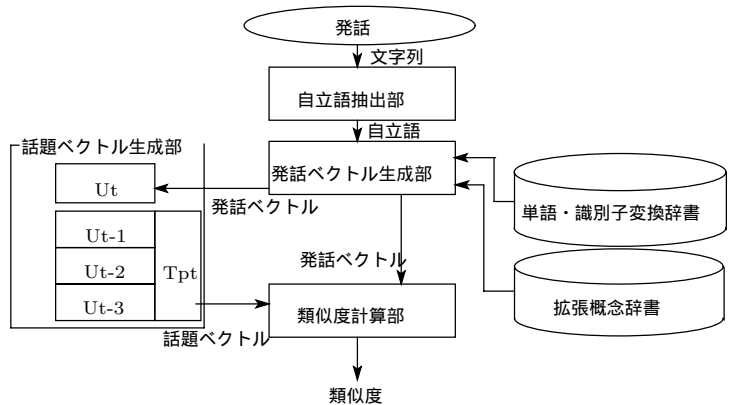 発話
文字列
自立語抽出部
自立語
話題ベクトル生成部
発話ベクトル生成部
Ut
発話ベクトル
単語・識別子変換辞書
Ut-1
Ut-2
Tpt
Ut-3
発話ベクトル
類似度計算部
拡張概念辞書
話題ベクトル
類似度